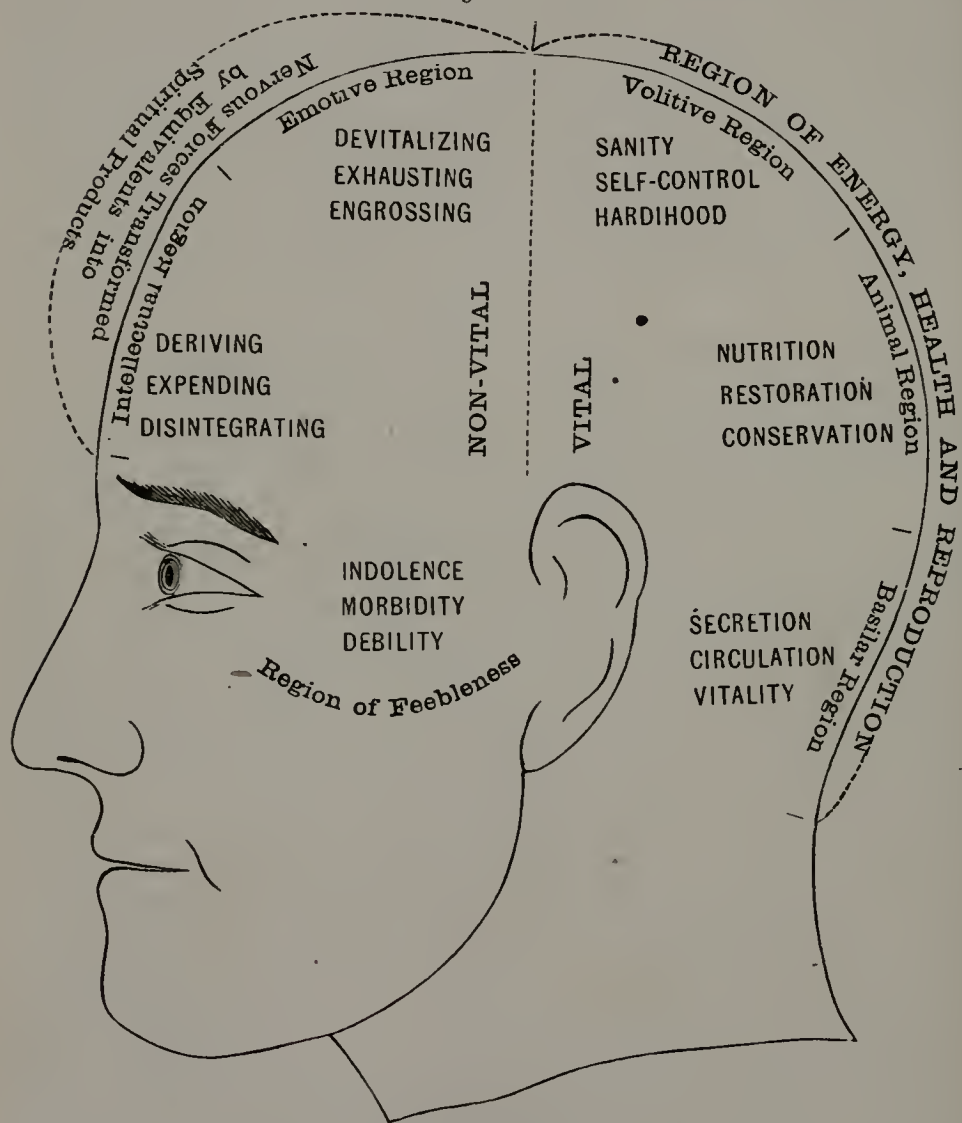 Nervous Forces Transformed
by Equivalents into
Spiritual Products.
Emotive Region
Intellectual Region
REGION OF ENERGY, HEALTH AND REPRODUCTION
Volitive Region
Animal Region
Basilar Region
DEVITALIZING
EXHAUSTING
ENGROSSING
SANITY
SELF-CONTROL
HARDIHOOD
DERIVING
EXPENDING
DISINTEGRATING
NON-VITAL
VITAL
NUTRITION
RESTORATION
CONSERVATION
INDOLENCE
MORBIDITY
DEBILITY
Region of Feebleness
SECRETION
CIRCULATION
VITALITY